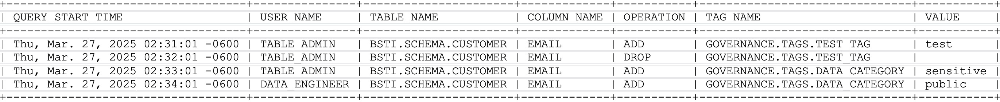 +-----------------------------------+---------------+----------------------+-------------+-----------+-------------------------------+-----------+
| QUERY_START_TIME                  | USER_NAME     | TABLE_NAME           | COLUMN_NAME | OPERATION | TAG_NAME                      | VALUE     |
+-----------------------------------+---------------+----------------------+-------------+-----------+-------------------------------+-----------+
| Thu, Mar. 27, 2025 02:31:01 -0600 | TABLE_ADMIN   | BSTI.SCHEMA.CUSTOMER | EMAIL       | ADD       | GOVERNANCE.TAGS.TEST_TAG      | test      |
| Thu, Mar. 27, 2025 02:32:01 -0600 | TABLE_ADMIN   | BSTI.SCHEMA.CUSTOMER | EMAIL       | DROP      | GOVERNANCE.TAGS.TEST_TAG      |           |
| Thu, Mar. 27, 2025 02:33:01 -0600 | TABLE_ADMIN   | BSTI.SCHEMA.CUSTOMER | EMAIL       | ADD       | GOVERNANCE.TAGS.DATA_CATEGORY | sensitive |
| Thu, Mar. 27, 2025 02:34:01 -0600 | DATA_ENGINEER | BSTI.SCHEMA.CUSTOMER | EMAIL       | ADD       | GOVERNANCE.TAGS.DATA_CATEGORY | public    |
+-----------------------------------+---------------+----------------------+-------------+-----------+-------------------------------+-----------+